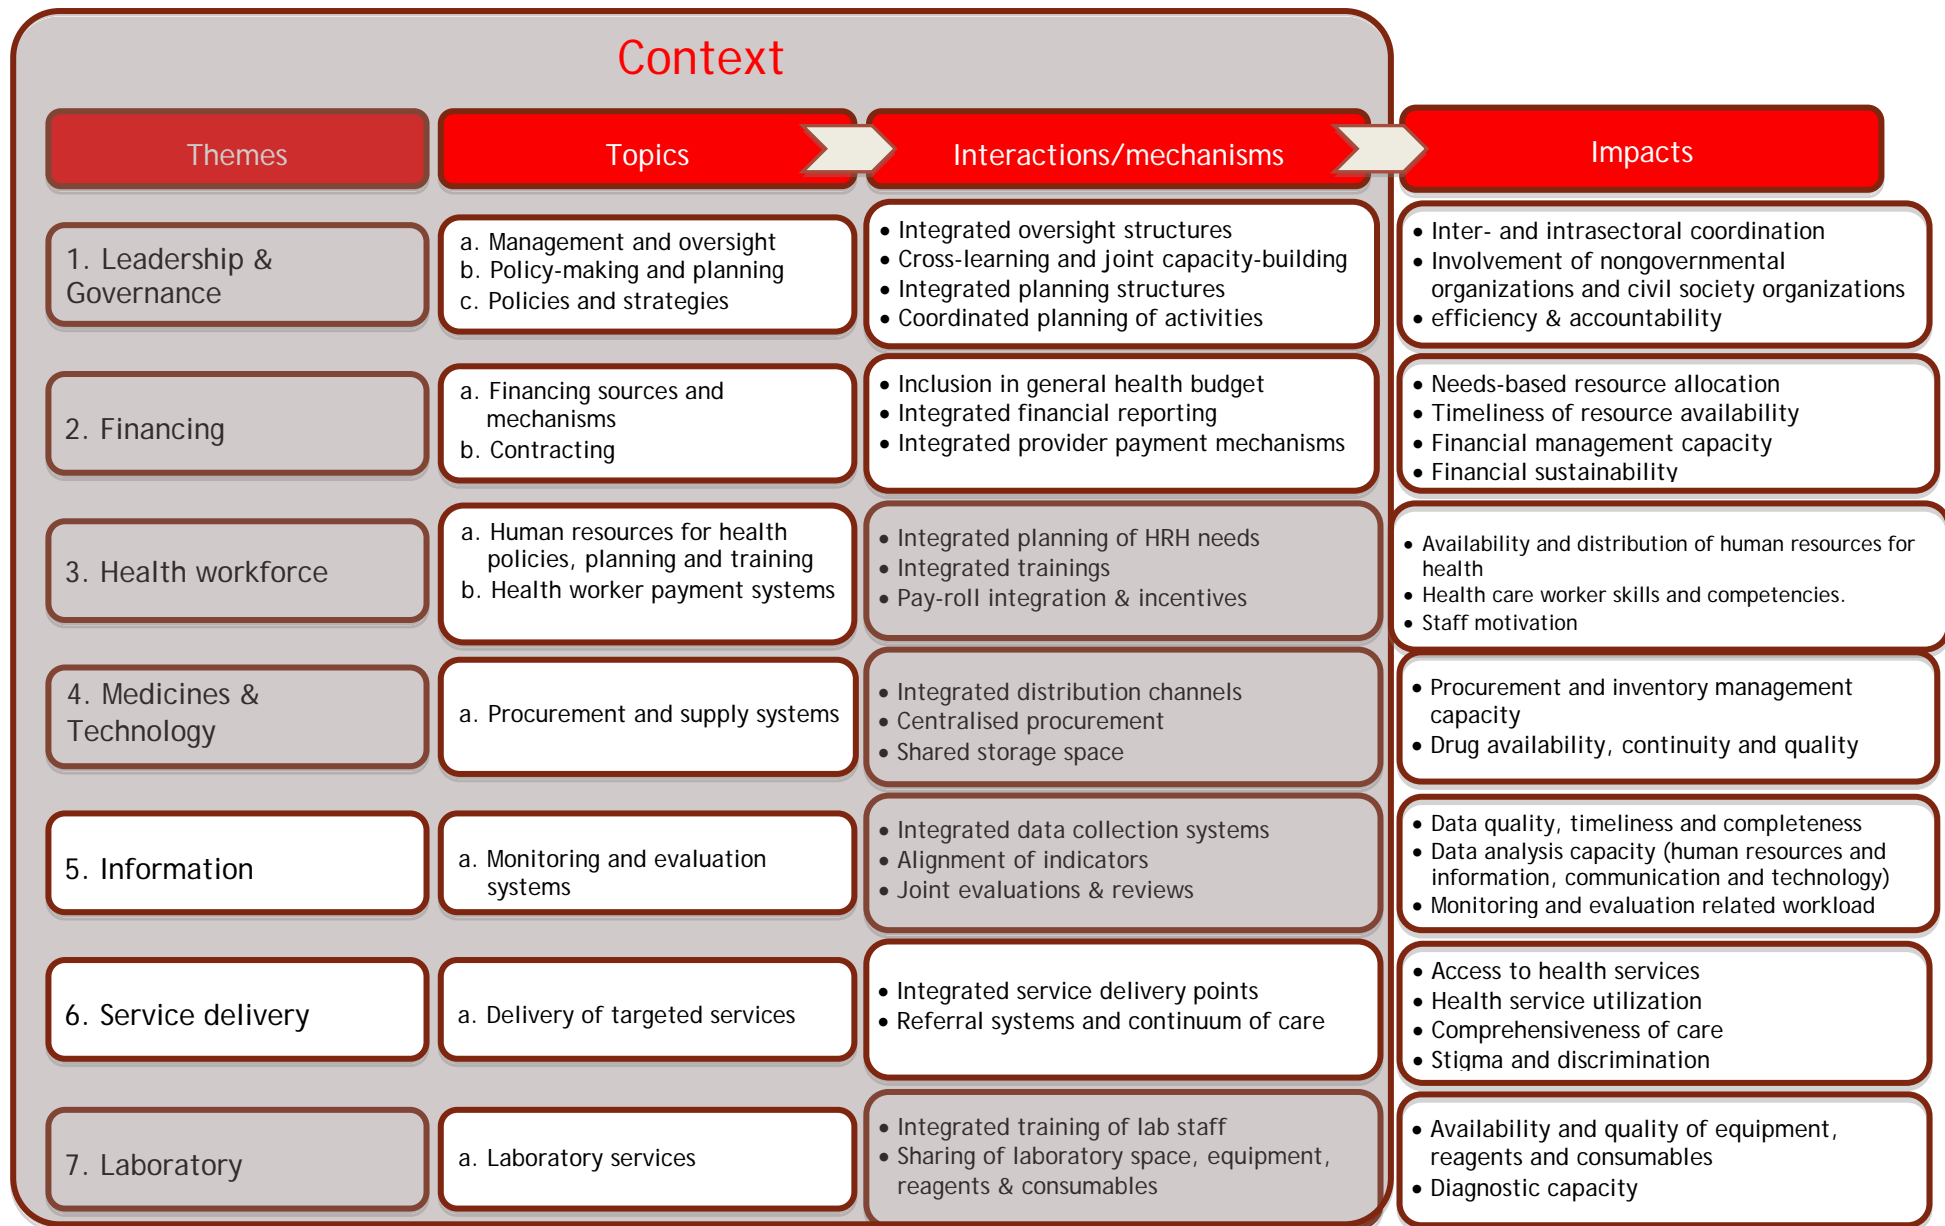 Context
Themes
Topics
Interactions/mechanisms
Impacts
1. Leadership &
Governance
a. Management and oversight
b. Policy-making and planning
c. Policies and strategies
• Integrated oversight structures
• Cross-learning and joint capacity-building
• Integrated planning structures
• Coordinated planning of activities
• Inter- and intrasectoral coordination
• Involvement of nongovernmental
organizations and civil society organizations
• efficiency & accountability
2. Financing
a. Financing sources and
mechanisms
b. Contracting
• Inclusion in general health budget
• Integrated financial reporting
• Integrated provider payment mechanisms
• Needs-based resource allocation
• Timeliness of resource availability
• Financial management capacity
• Financial sustainability
3. Health workforce
a. Human resources for health
policies, planning and training
b. Health worker payment systems
• Integrated planning of HRH needs
• Integrated trainings
• Pay-roll integration & incentives
• Availability and distribution of human resources for
health
• Health care worker skills and competencies.
• Staff motivation
4. Medicines &
Technology
a. Procurement and supply systems
• Integrated distribution channels
• Centralised procurement
• Shared storage space
• Procurement and inventory management
capacity
• Drug availability, continuity and quality
5. Information
a. Monitoring and evaluation
systems
• Integrated data collection systems
• Alignment of indicators
• Joint evaluations & reviews
• Data quality, timeliness and completeness
• Data analysis capacity (human resources and
information, communication and technology)
• Monitoring and evaluation related workload
6. Service delivery
a. Delivery of targeted services
• Integrated service delivery points
• Referral systems and continuum of care
• Access to health services
• Health service utilization
• Comprehensiveness of care
• Stigma and discrimination
7. Laboratory
a. Laboratory services
• Integrated training of lab staff
• Sharing of laboratory space, equipment,
reagents & consumables
• Availability and quality of equipment,
reagents and consumables
• Diagnostic capacity